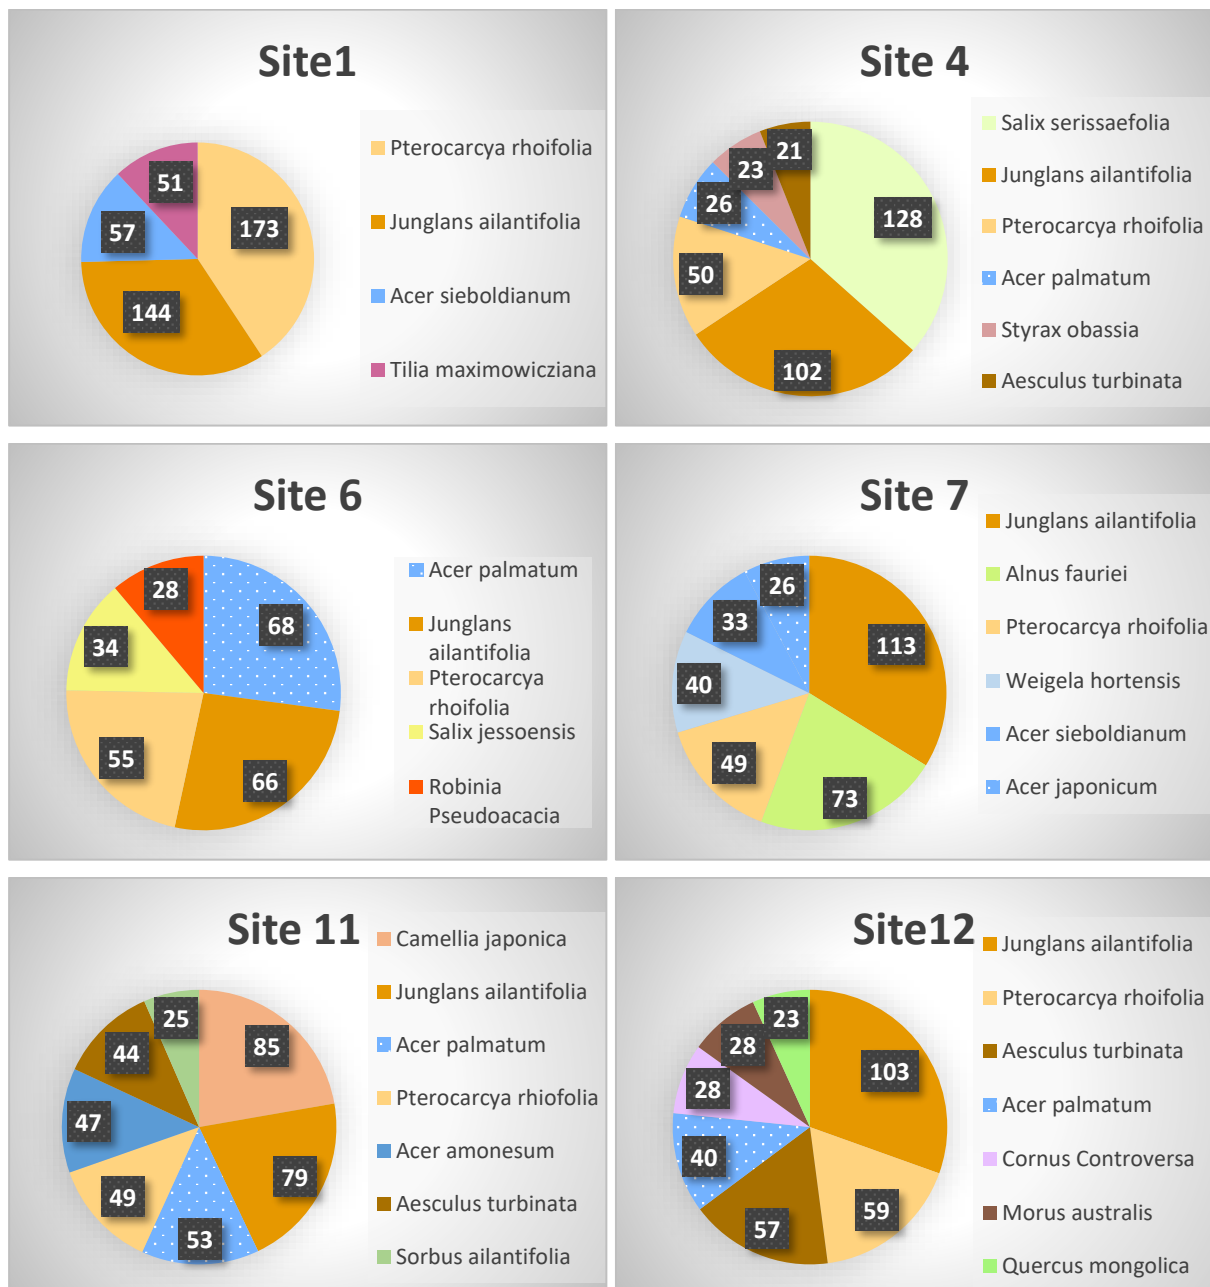 Site1
Pterocarcya rhoifolia
Junglans ailantifolia
Acer sieboldianum
Tilia maximowicziana
173
144
57
51
Site 4
Salix serissaefolia
Junglans ailantifolia
Pterocarcya rhoifolia
Acer palmatum
Styrax obassia
Aesculus turbinata
128
102
50
26
23
21
Site 6
Acer palmatum
Junglans
ailantifolia
Pterocarcya
rhoifolia
Salix jessoensis
Robinia
Pseudoacacia
68
66
55
34
28
Site 7
Junglans ailantifolia
Alnus fauriei
Pterocarcya rhoifolia
Weigela hortensis
Acer sieboldianum
Acer japonicum
113
73
49
40
33
26
Site 11
Camellia japonica
Junglans ailantifolia
Acer palmatum
Pterocarcya rhiofolia
Acer amonesum
Aesculus turbinata
Sorbus ailantifolia
85
79
53
49
47
44
25
Site12
Junglans ailantifolia
Pterocarcya rhoifolia
Aesculus turbinata
Acer palmatum
Cornus Controversa
Morus australis
Quercus mongolica
103
59
57
40
28
28
23